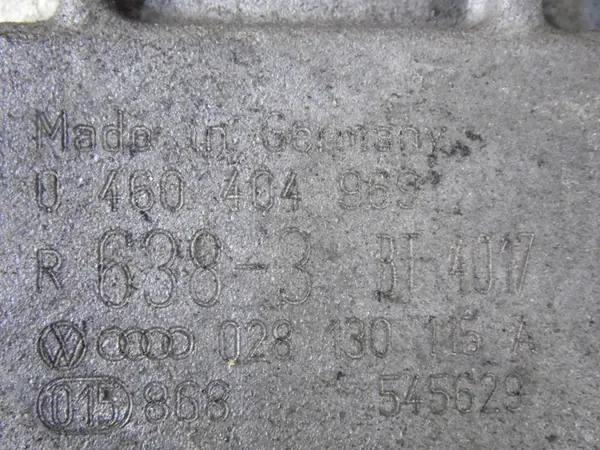 Made in Germany
0 460 404 969
R 638-3 BT 4017
028 130 115 A
015 868 545629